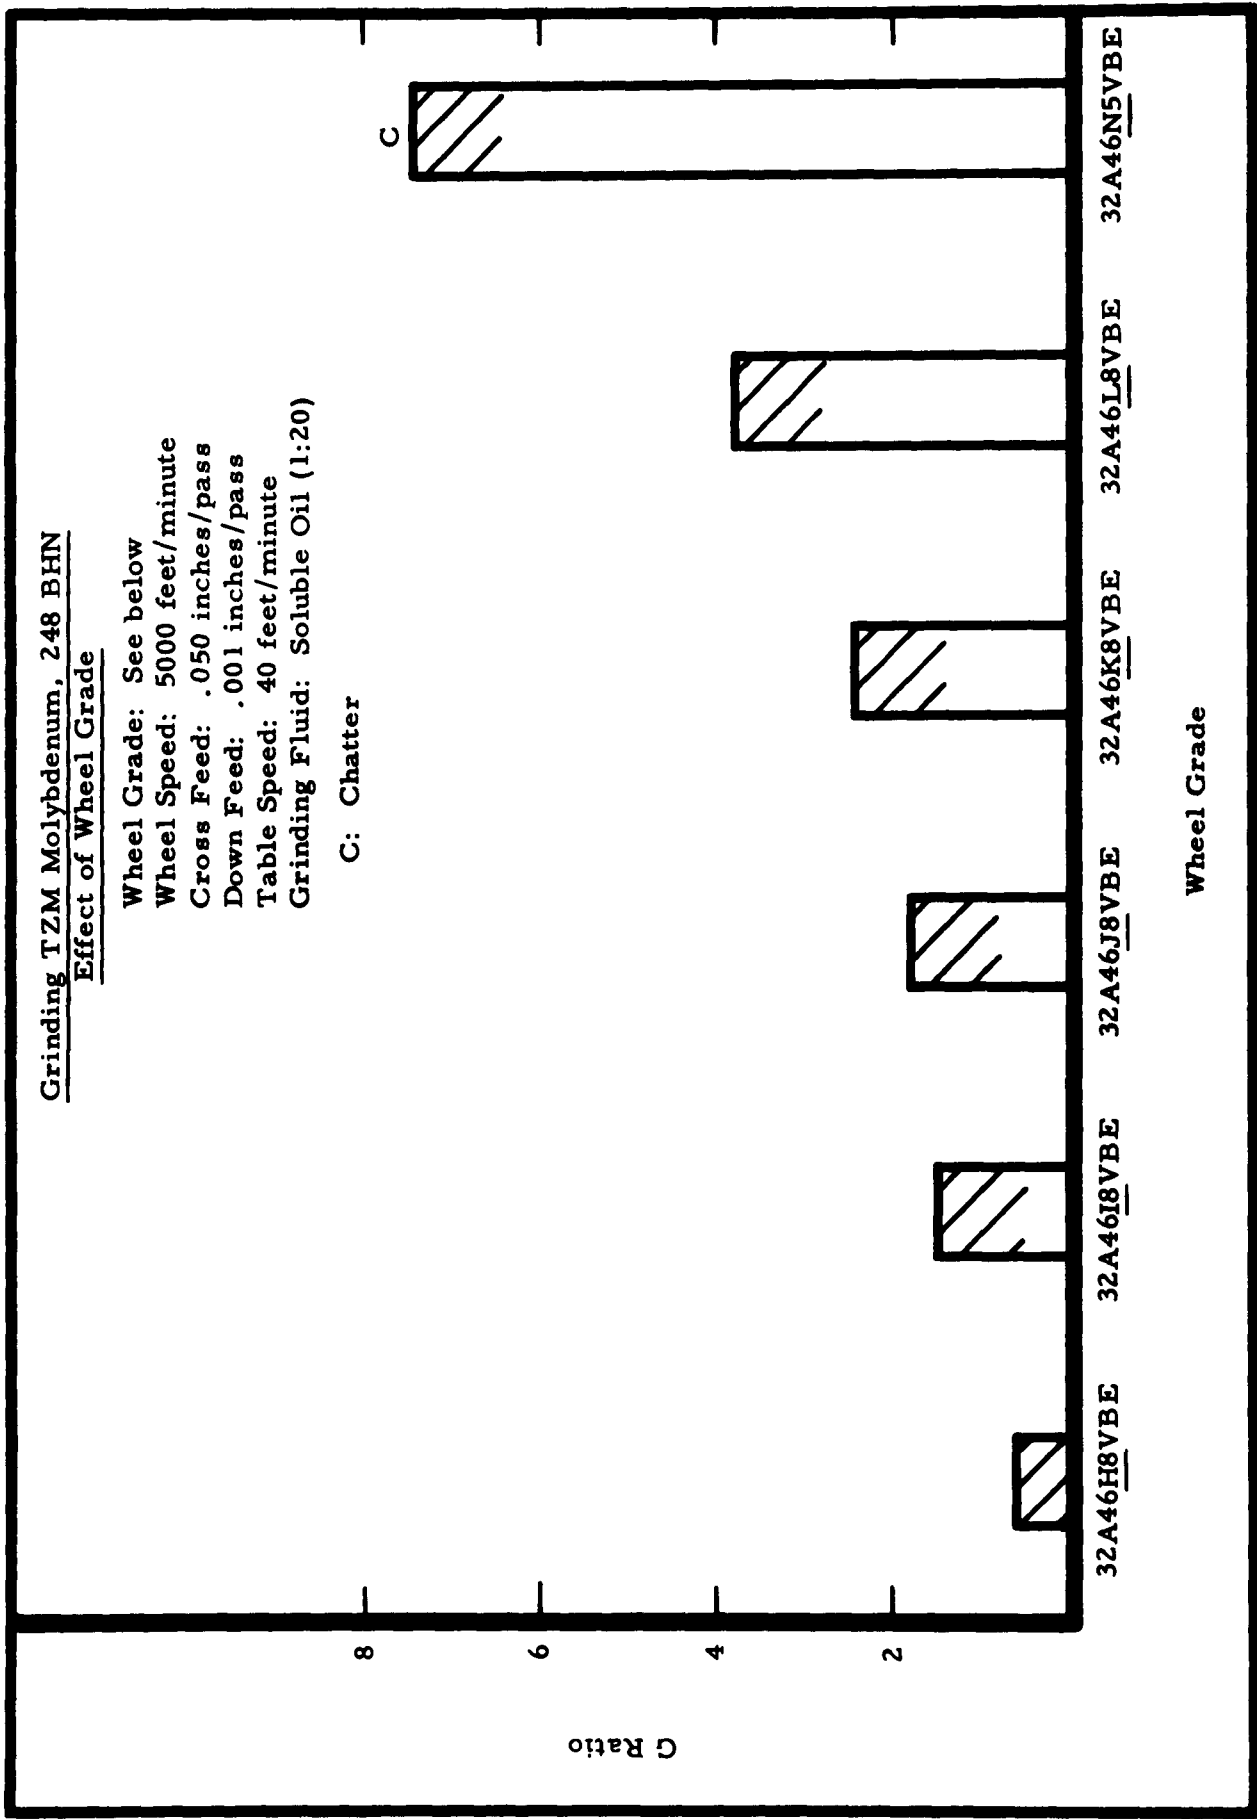 Grinding TZM Molybdenum, 248 BHN
Effect of Wheel Grade
Wheel Grade: See below
Wheel Speed: 5000 feet/minute
Cross Feed: .050 inches/pass
Down Feed: .001 inches/pass
Table Speed: 40 feet/minute
Grinding Fluid: Soluble Oil (1:20)
C: Chatter
C
8
6
4
2
G Ratio
32A46H8VBE
32A46I8VBE
32A46J8VBE
32A46K8VBE
32A46L8VBE
32A46N5VBE
Wheel Grade